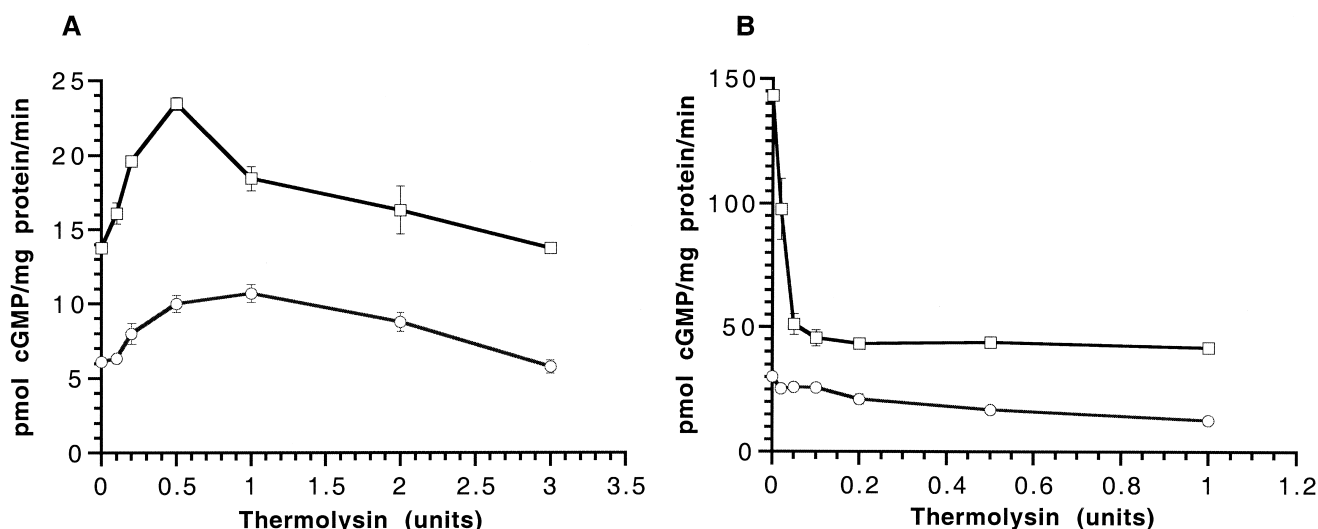 A
pmol cGMP/mg protein/min
25
20
15
10
5
0
0 0.5 1 1.5 2 2.5 3 3.5
Thermolysin (units)
B
pmol cGMP/mg protein/min
150
100
50
0
0 0.2 0.4 0.6 0.8 1 1.2
Thermolysin (units)